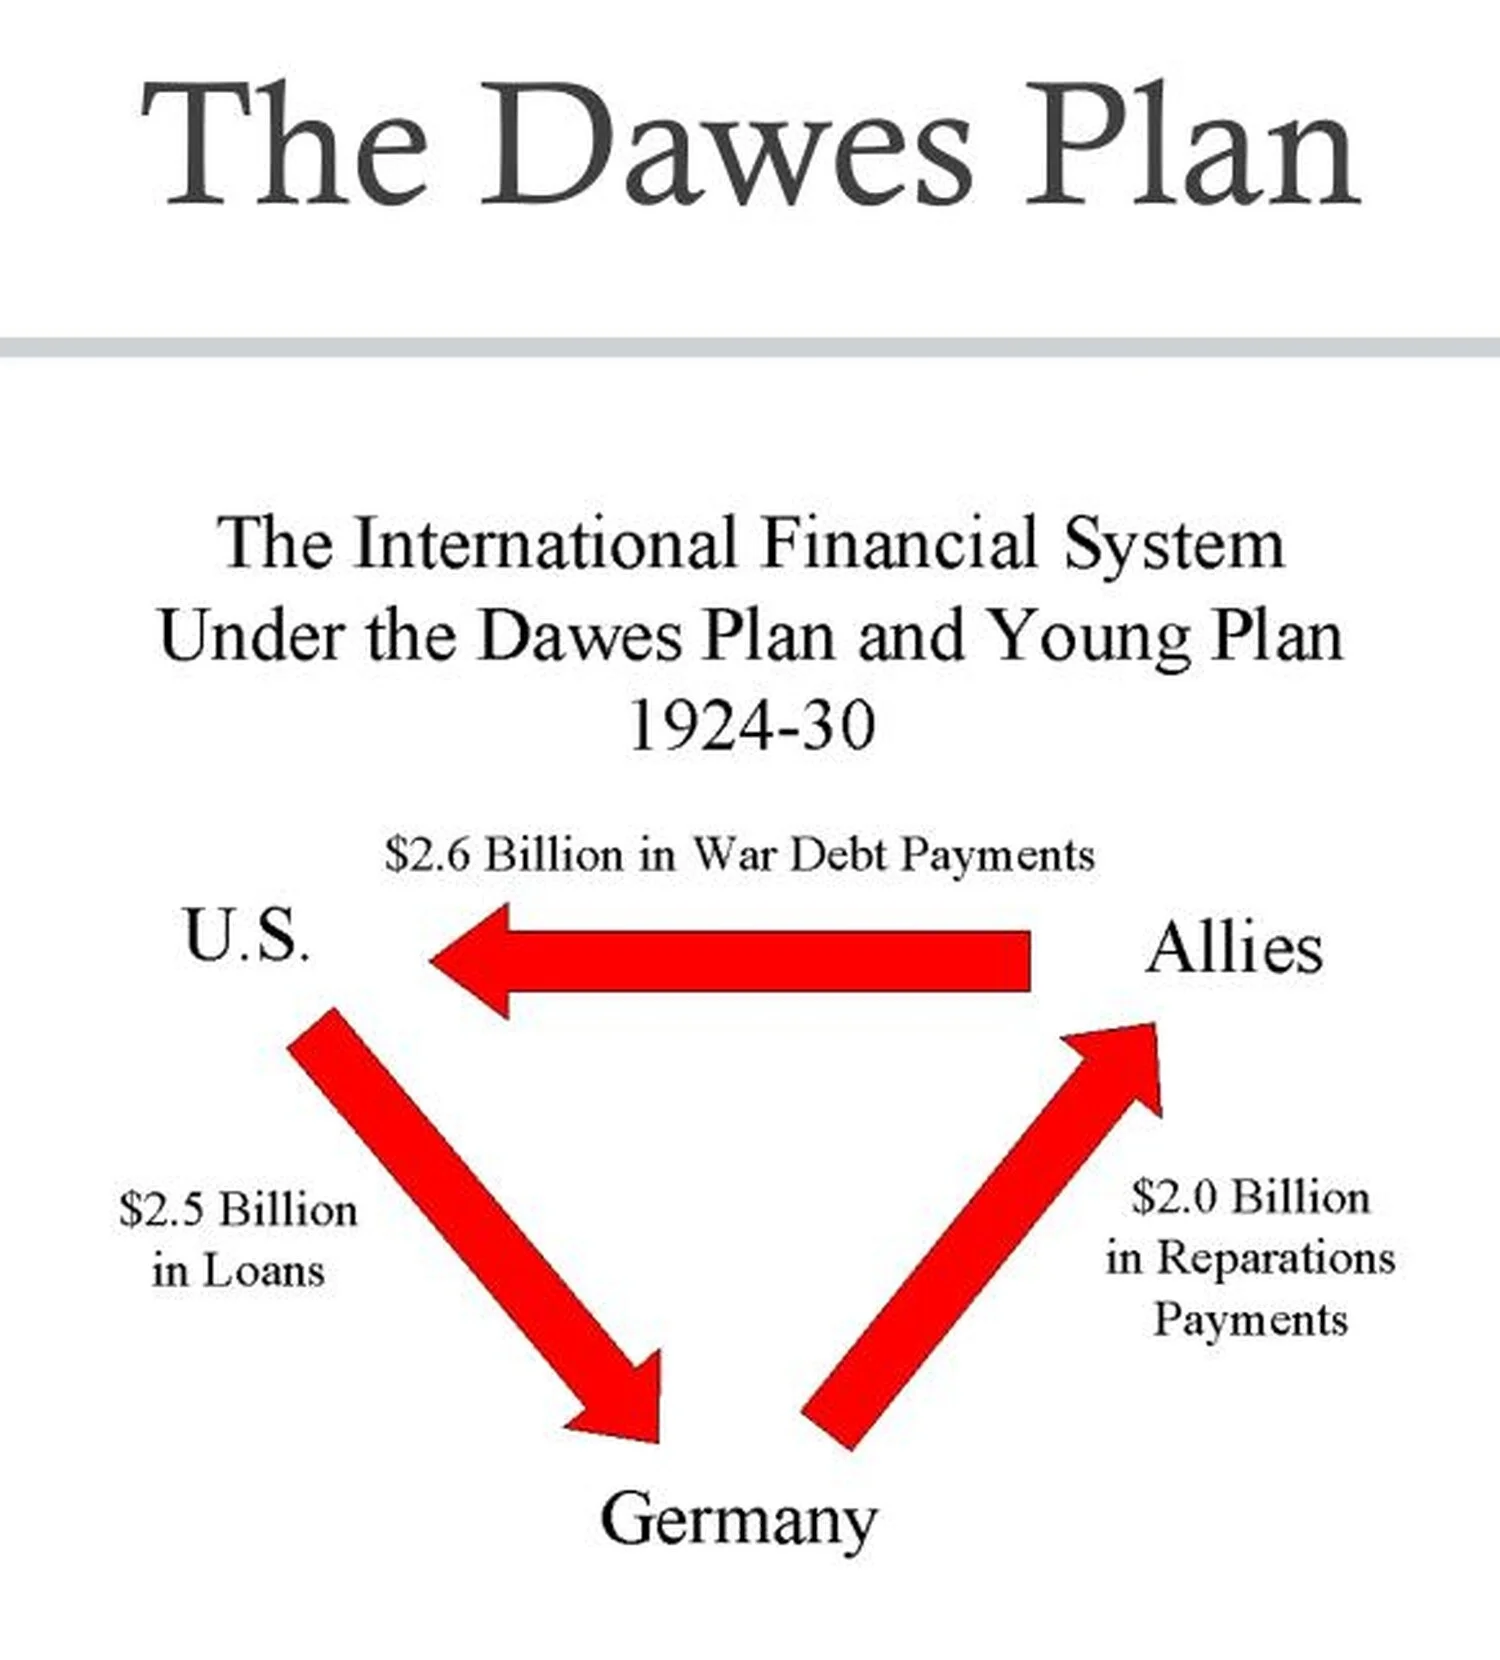 The Dawes Plan
The International Financial System
Under the Dawes Plan and Young Plan
1924-30
$2.6 Billion in War Debt Payments
U.S.
Allies
$2.5 Billion
in Loans
$2.0 Billion
in Reparations
Payments
Germany